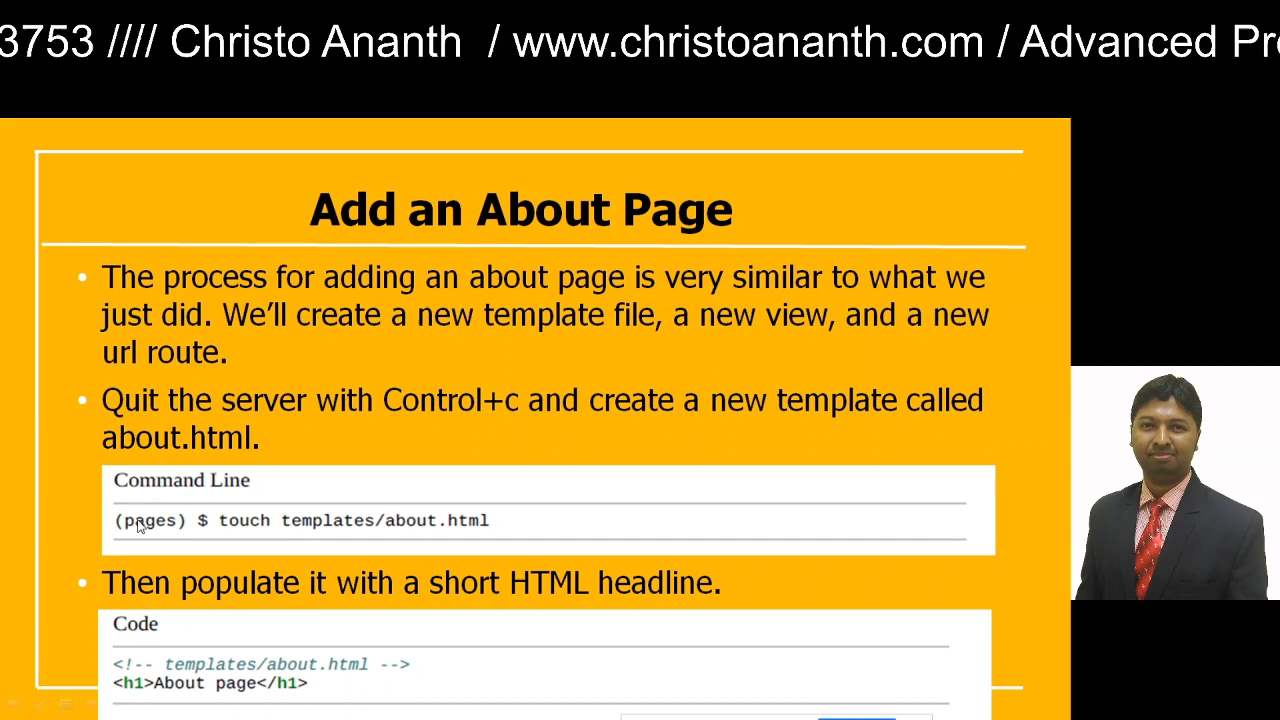 3753 //// Christo Ananth / www.christoananth.com / Advanced Pr
Add an About Page
• The process for adding an about page is very similar to what we
just did. We’ll create a new template file, a new view, and a new
url route.
• Quit the server with Control+c and create a new template called
about.html.
Command Line
(pages) $ touch templates/about.html
• Then populate it with a short HTML headline.
Code
<!-- templates/about.html -->
<h1>About page</h1>